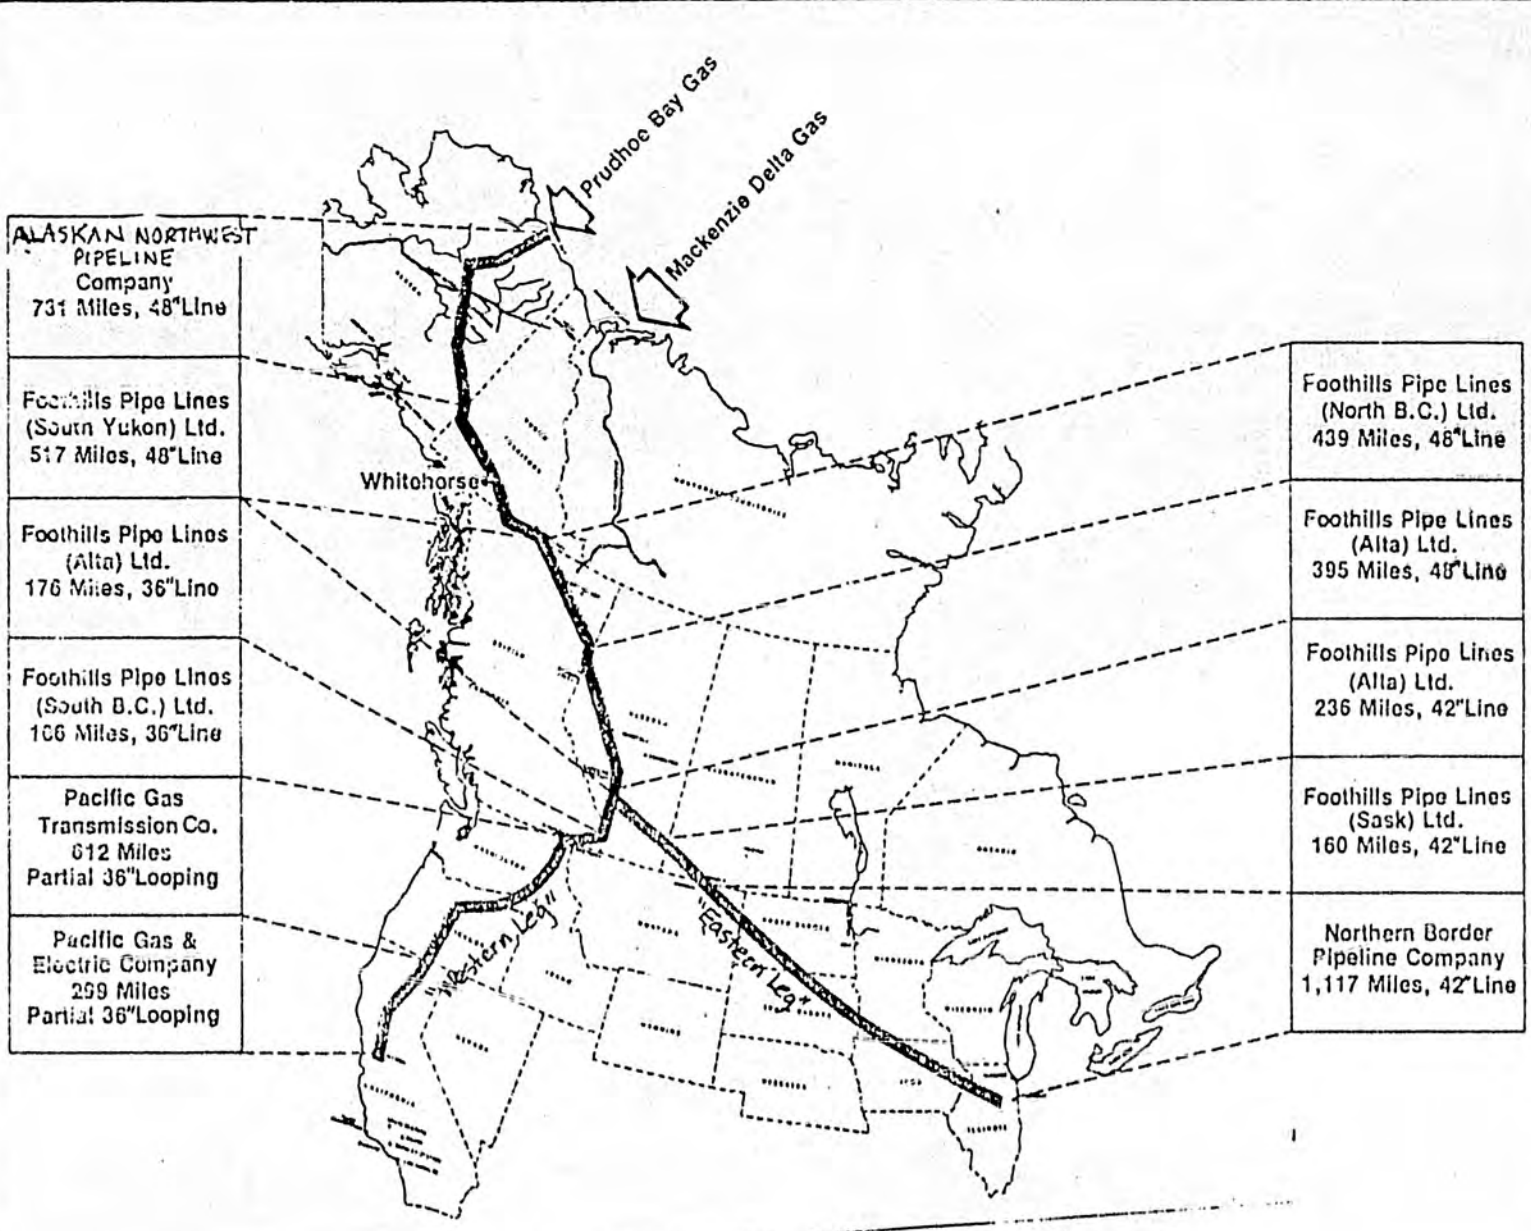 Prudhoe Bay Gas
Mackenzie Delta Gas
ALASKAN NORTHWEST
PIPELINE
Company
731 Miles, 48"Line
Foothills Pipe Lines
(South Yukon) Ltd.
517 Miles, 48"Line
Foothills Pipe Lines
(Alta) Ltd.
176 Miles, 36"Line
Foothills Pipe Lines
(South B.C.) Ltd.
106 Miles, 36"Line
Pacific Gas
Transmission Co.
612 Miles
Partial 36"Looping
Pacific Gas &
Electric Company
299 Miles
Partial 36"Looping
Whitehorse
"Western Leg"
"Eastern Leg"
Foothills Pipe Lines
(North B.C.) Ltd.
439 Miles, 48"Line
Foothills Pipe Lines
(Alta) Ltd.
395 Miles, 48"Line
Foothills Pipe Lines
(Alta) Ltd.
236 Miles, 42"Line
Foothills Pipe Lines
(Sask) Ltd.
160 Miles, 42"Line
Northern Border
Pipeline Company
1,117 Miles, 42"Line